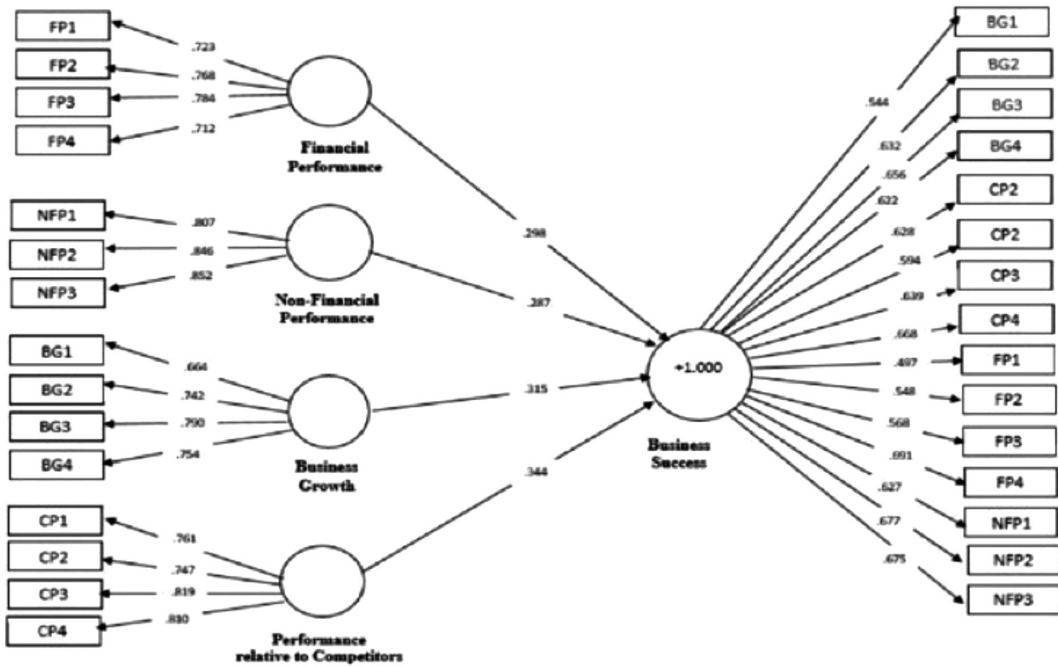 FP1
.723
FP2
.768
FP3
.784
FP4
.712
Financial
Performance
NFP1
.807
NFP2
.846
NFP3
.852
Non-Financial
Performance
BG1
.664
BG2
.742
BG3
.790
BG4
.754
Business
Growth
CP1
.761
CP2
.747
CP3
.819
CP4
.810
Performance
relative to Competitors
.298
.287
.315
.344
+1.000
Business
Success
BG1
.544
BG2
.632
BG3
.656
BG4
.622
CP2
.628
CP2
.594
CP3
.639
CP4
.668
FP1
.497
FP2
.548
FP3
.568
FP4
.691
NFP1
.627
NFP2
.677
NFP3
.675